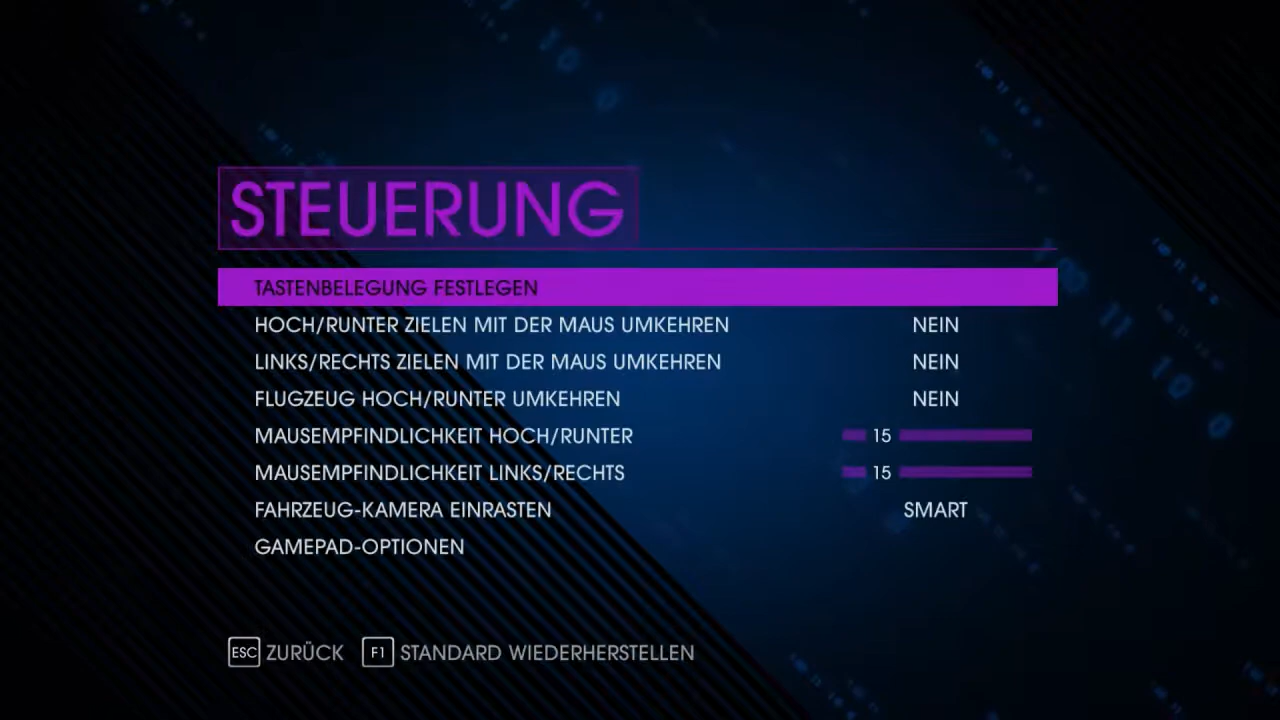 STEUERUNG
TASTENBELEGUNG FESTLEGEN
HOCH/RUNTER ZIELEN MIT DER MAUS UMKEHREN NEIN
LINKS/RECHTS ZIELEN MIT DER MAUS UMKEHREN NEIN
FLUGZEUG HOCH/RUNTER UMKEHREN NEIN
MAUSEMPFINDLICHKEIT HOCH/RUNTER 15
MAUSEMPFINDLICHKEIT LINKS/RECHTS 15
FAHRZEUG-KAMERA EINRASTEN SMART
GAMEPAD-OPTIONEN
ESC ZURÜCK F1 STANDARD WIEDERHERSTELLEN